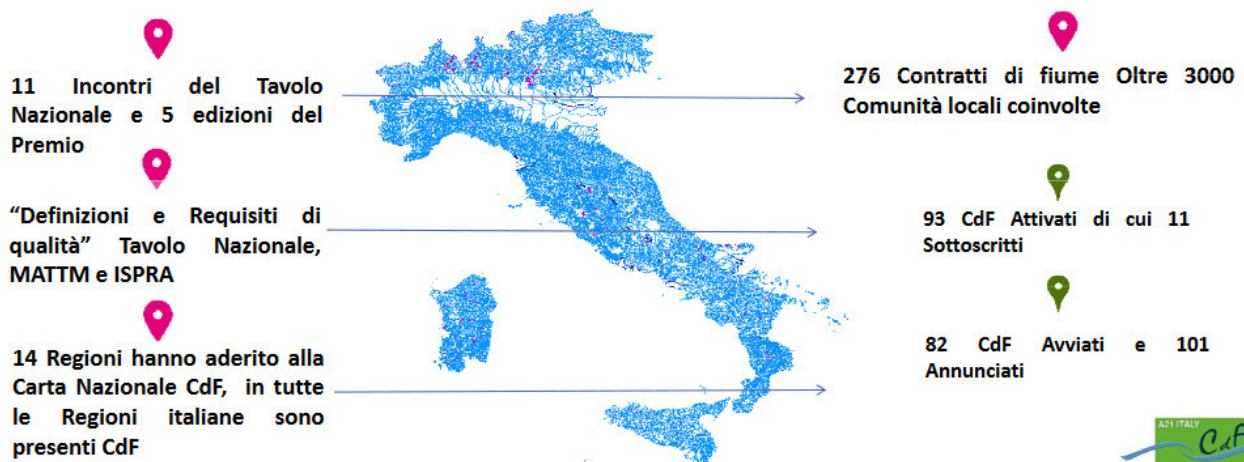 11 Incontri del Tavolo
Nazionale e 5 edizioni del
Premio
“Definizioni e Requisiti di
qualità” Tavolo Nazionale,
MATTM e ISPRA
14 Regioni hanno aderito alla
Carta Nazionale CdF, in tutte
le Regioni italiane sono
presenti CdF
276 Contratti di fiume Oltre 3000
Comunità locali coinvolte
93 CdF Attivati di cui 11
Sottoscritti
82 CdF Avviati e 101
Annunciati
A21 ITALY
CdF